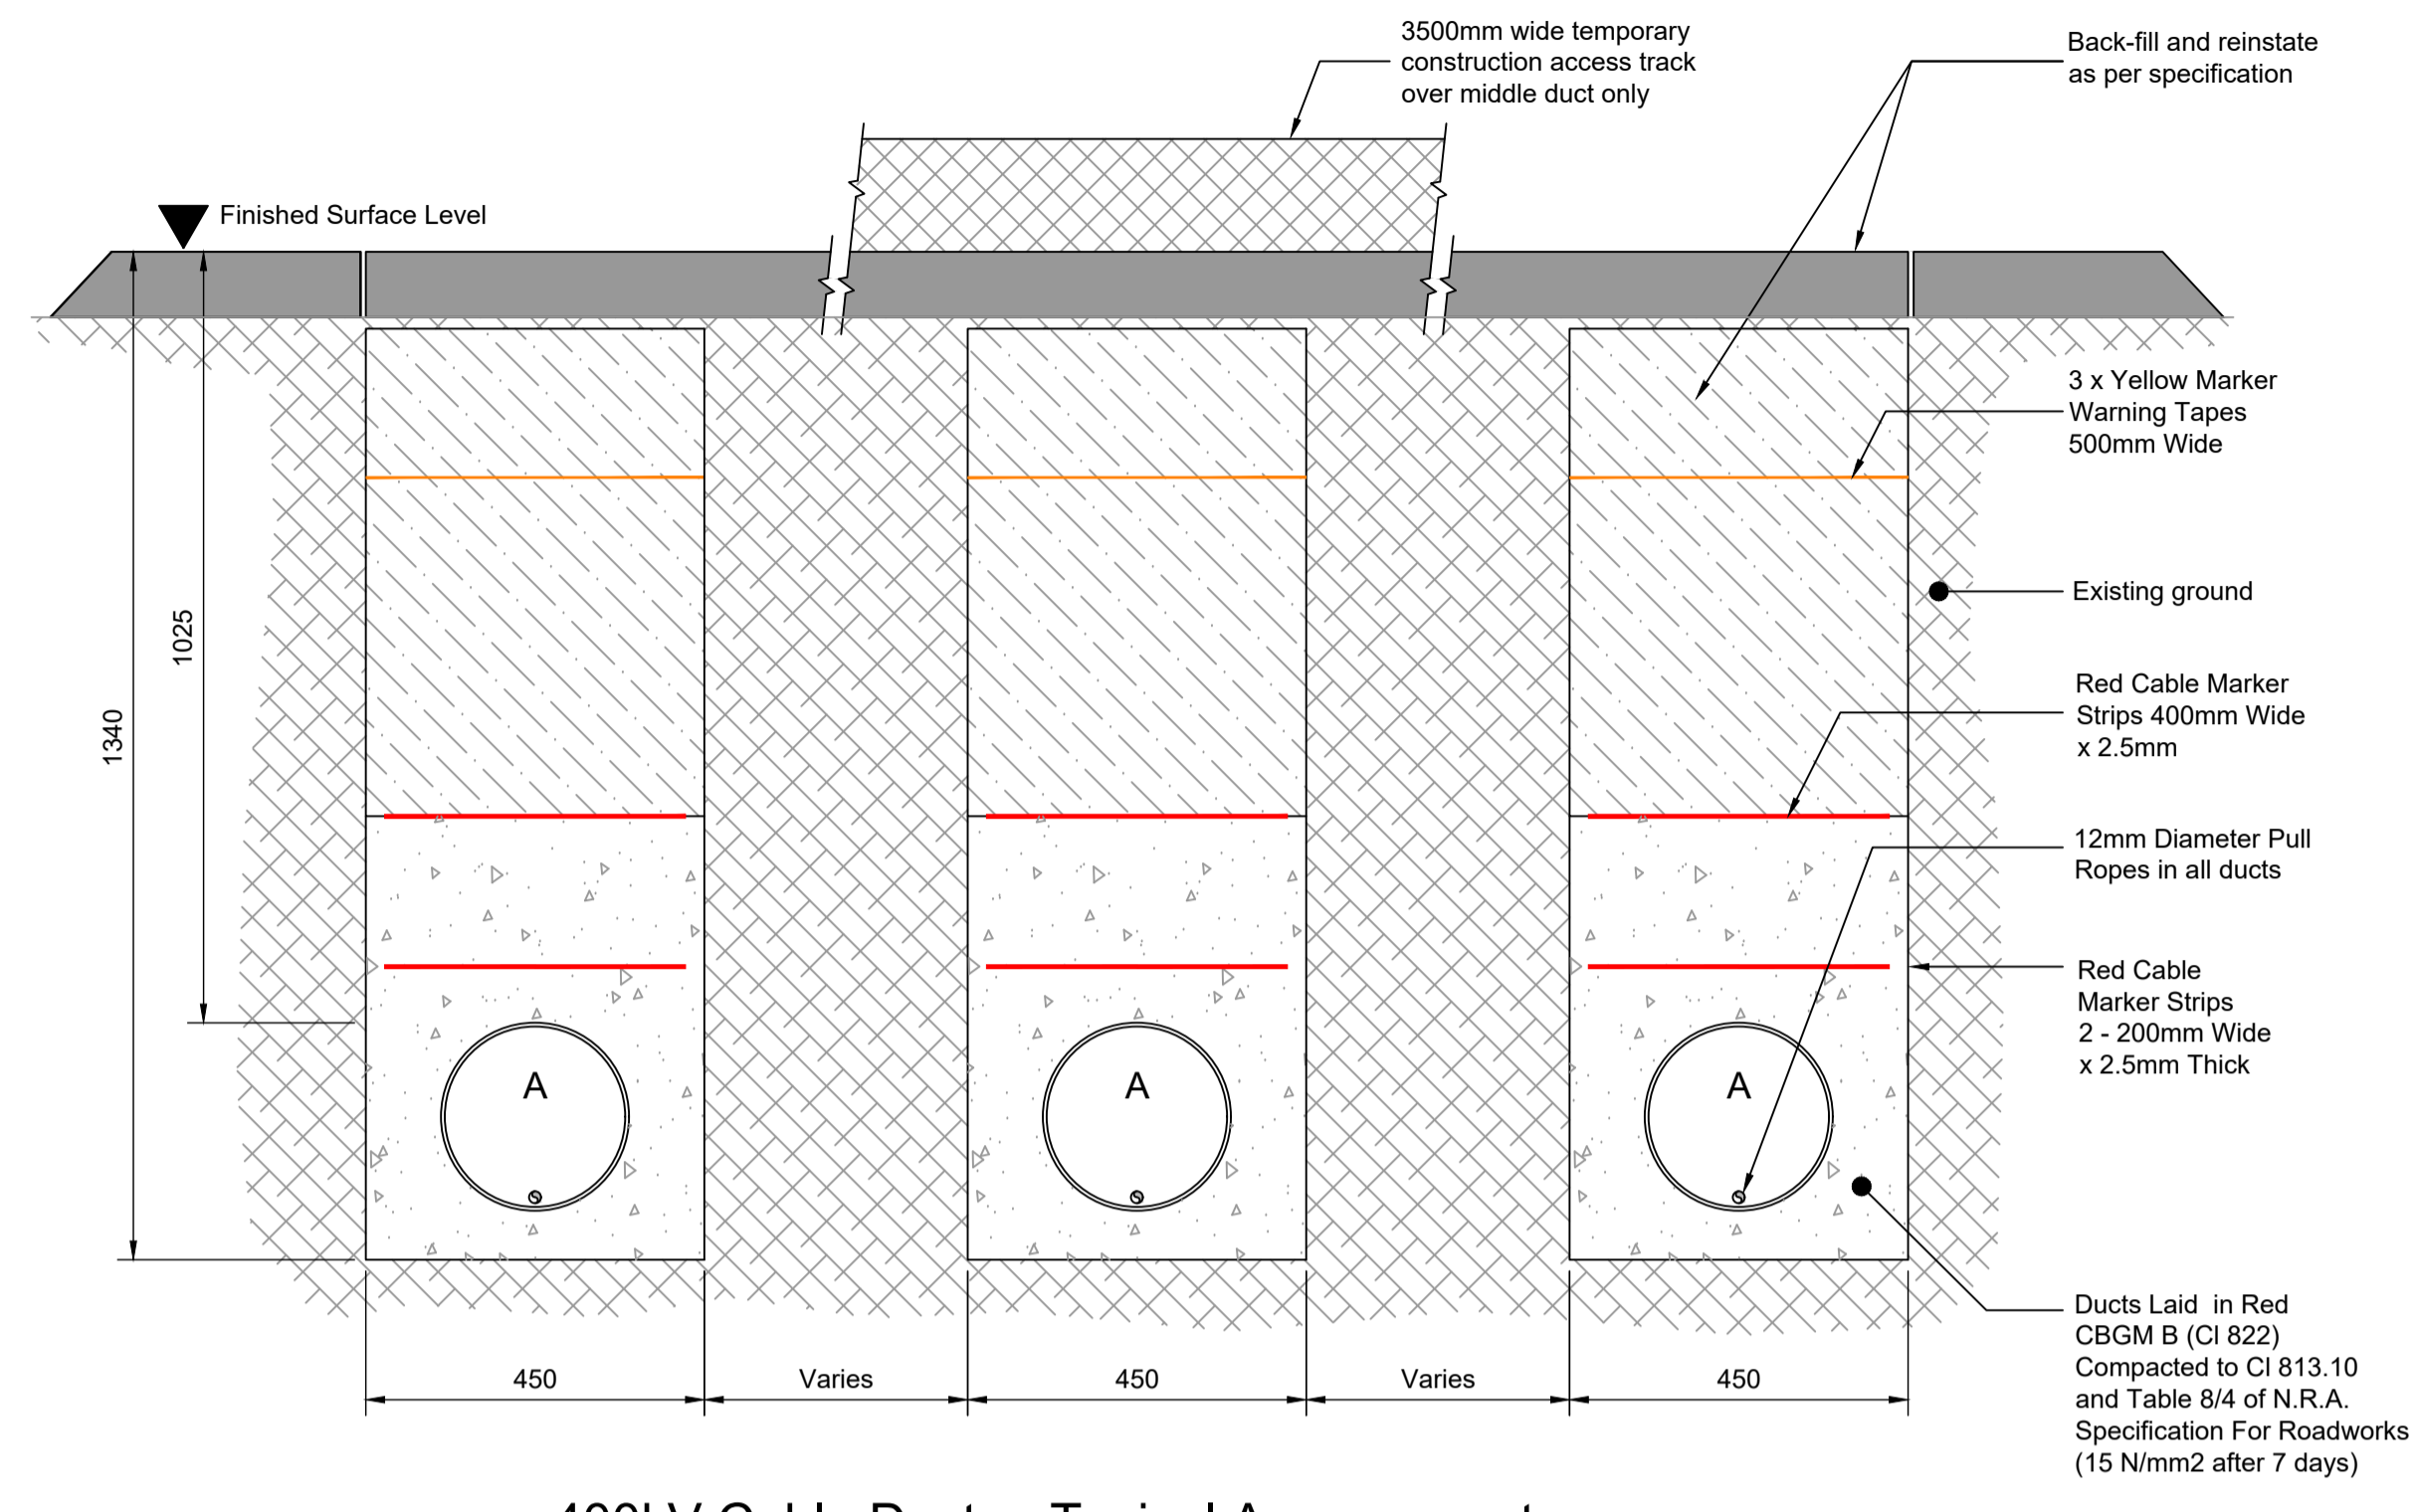 3500mm wide temporary
construction access track
over middle duct only
Back-fill and reinstate
as per specification
Finished Surface Level
3 x Yellow Marker
Warning Tapes
500mm Wide
Existing ground
1025
1340
Red Cable Marker
Strips 400mm Wide
x 2.5mm
12mm Diameter Pull
Ropes in all ducts
Red Cable
Marker Strips
2 - 200mm Wide
x 2.5mm Thick
A
A
A
Ducts Laid in Red
CBGM B (Cl 822)
Compacted to Cl 813.10
and Table 8/4 of N.R.A.
Specification For Roadworks
(15 N/mm2 after 7 days)
450
Varies
450
Varies
450